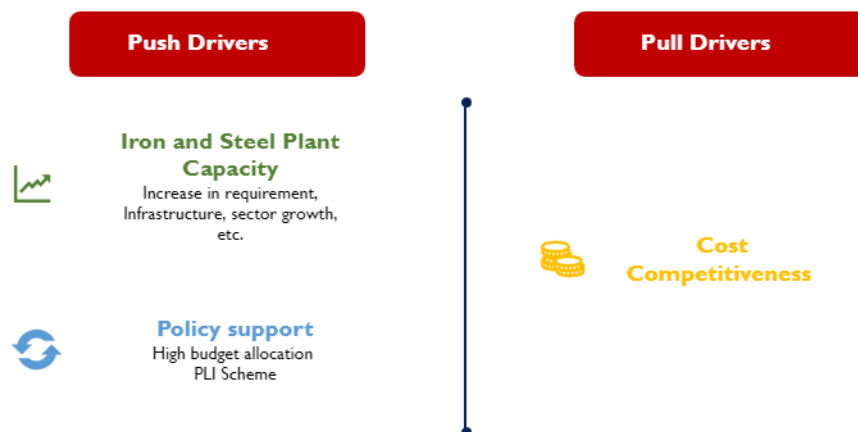 Push Drivers
Iron and Steel Plant
Capacity
Increase in requirement,
Infrastructure, sector growth,
etc.
Policy support
High budget allocation
PLI Scheme
Pull Drivers
Cost
Competitiveness